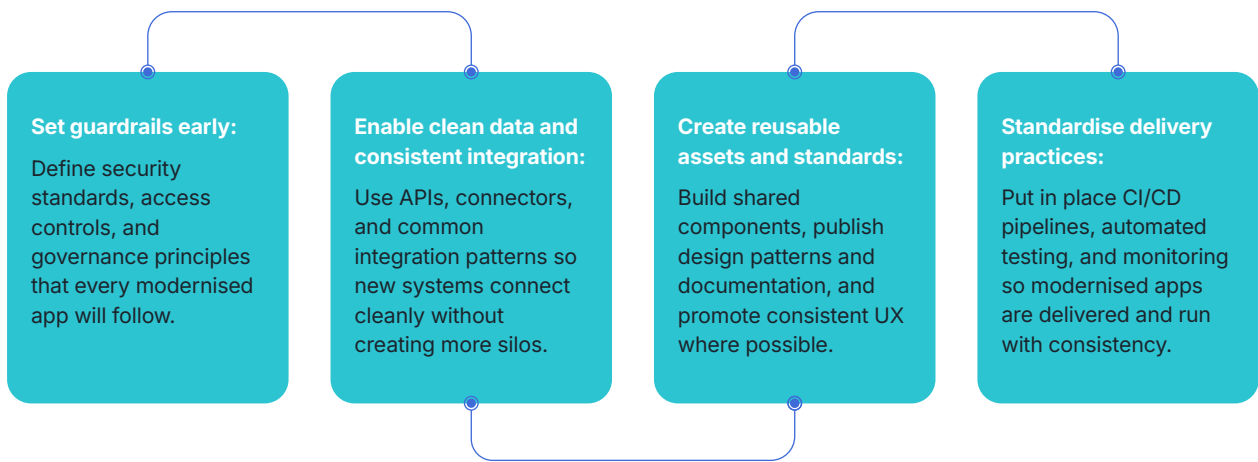 Set guardrails early:
Define security
standards, access
controls, and
governance principles
that every modernised
app will follow.
Enable clean data and
consistent integration:
Use APIs, connectors,
and common
integration patterns so
new systems connect
cleanly without
creating more silos.
Create reusable
assets and standards:
Build shared
components, publish
design patterns and
documentation, and
promote consistent UX
where possible.
Standardise delivery
practices:
Put in place CI/CD
pipelines, automated
testing, and monitoring
so modernised apps
are delivered and run
with consistency.